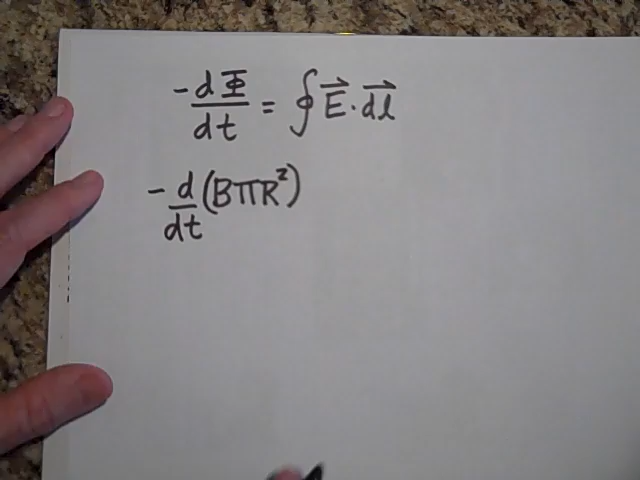 -dΦ/dt = ∮E⃗·dl⃗
-d/dt(BπR²)